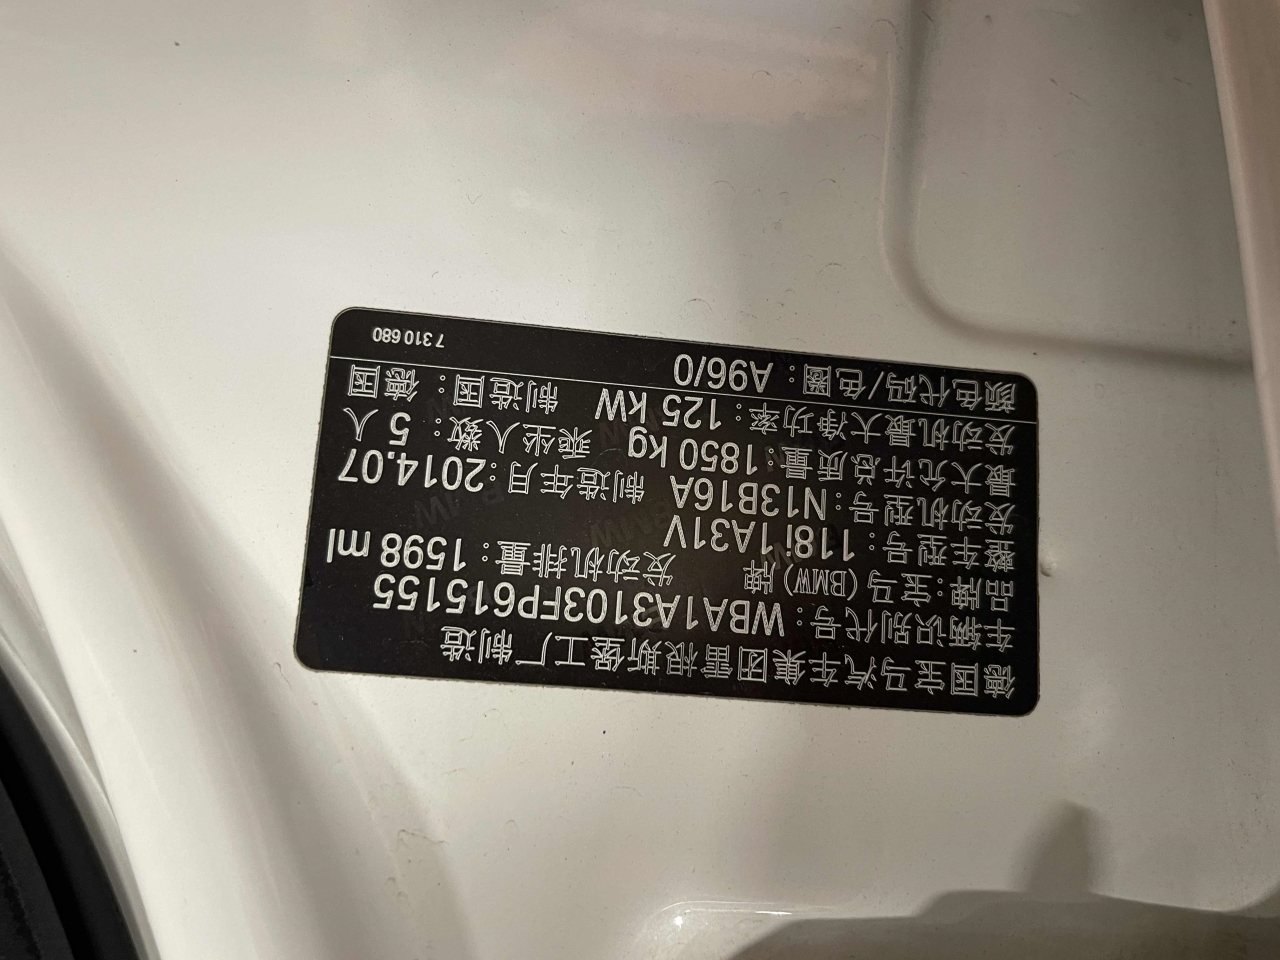 德国宝马汽车集团雷根斯堡工厂 制造
车辆识别代号：WBA1A3103FP615155
品牌：宝马(BMW)牌 发动机排量：1598 ml
整车型号：118i 1A31V
发动机型号：N13B16A 制造年月：2014.07
最大允许总质量：1850 kg 乘坐人数：5 人
发动机最大净功率：125 kW 制造国：德国
颜色代码/色圈：A96/0
7 310 680